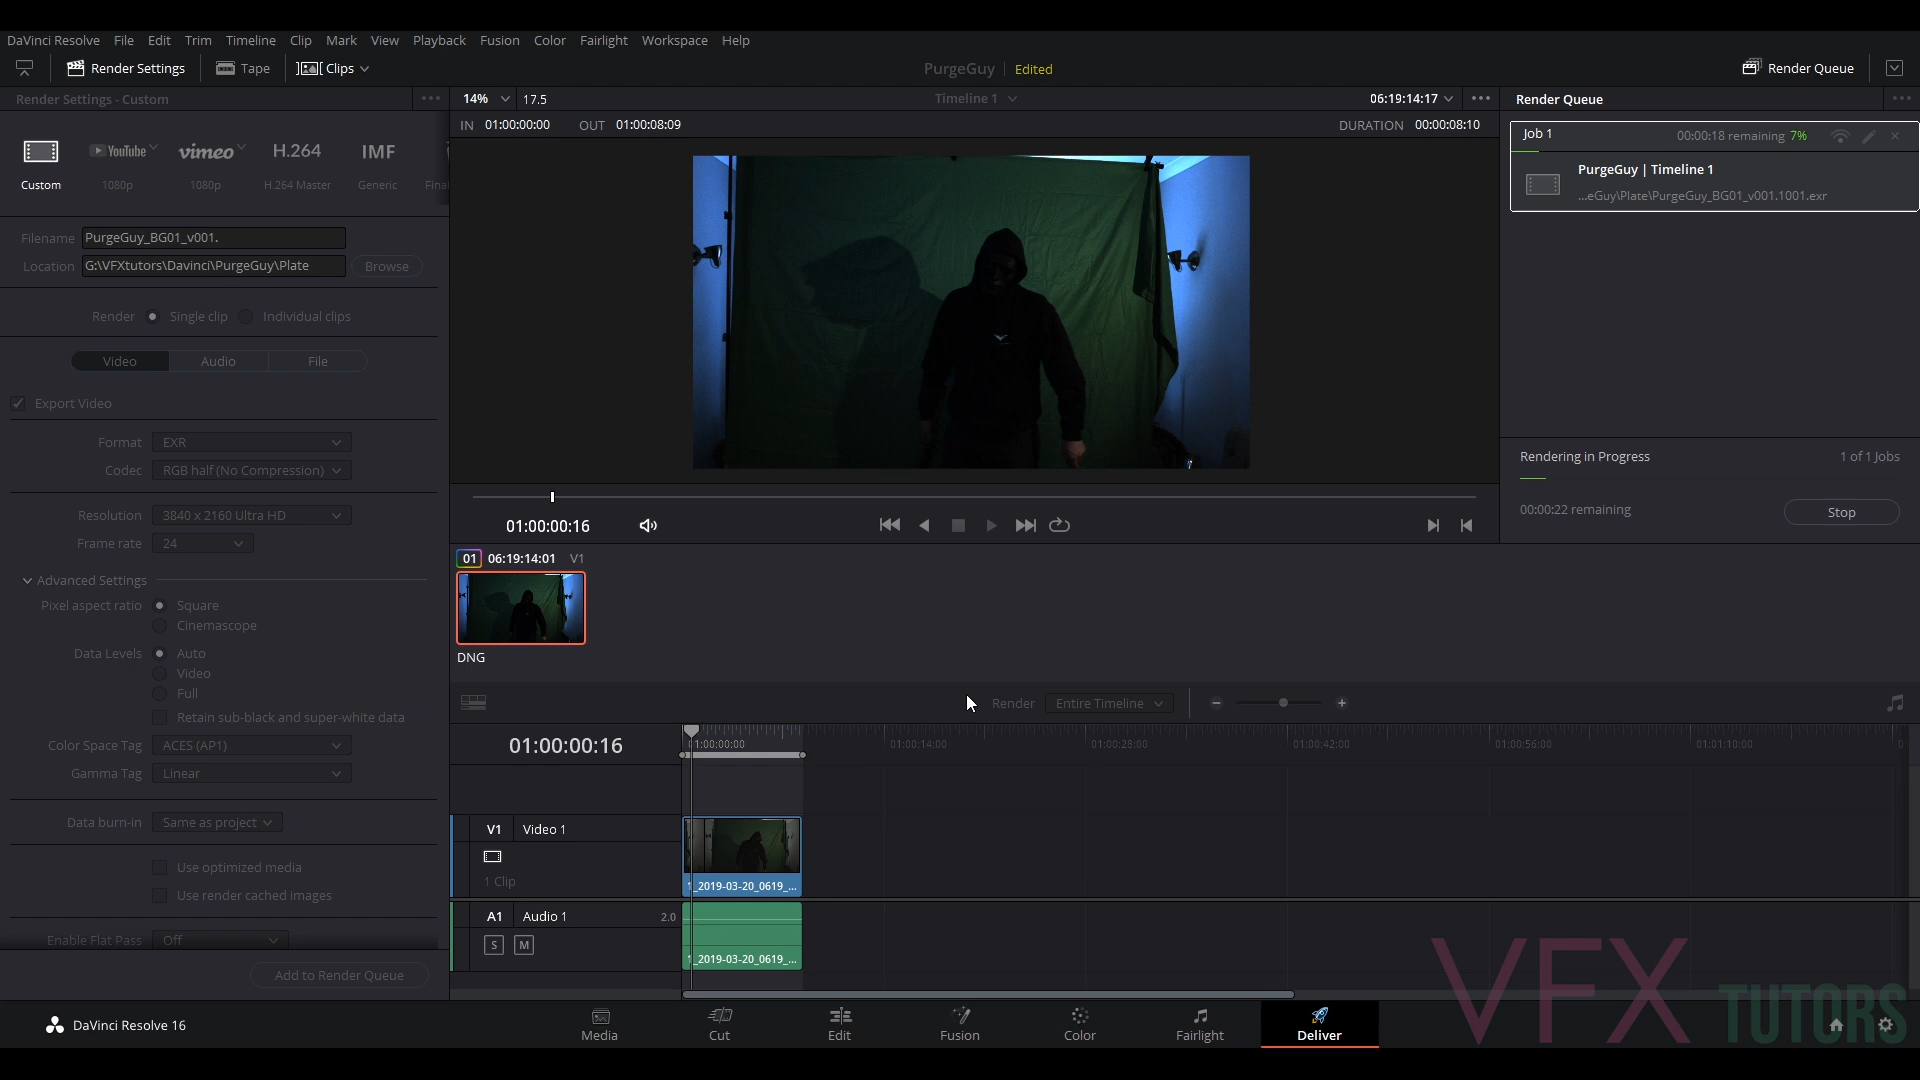 DaVinci Resolve File Edit Trim Timeline Clip Mark View Playback Fusion Color Fairlight Workspace Help
Render Settings Tape Clips PurgeGuy Edited Render Queue
Render Settings - Custom
14% 17.5 Timeline 1 06:19:14:17
Render Queue
IN 01:00:00:00 OUT 01:00:08:09 DURATION 00:00:08:10
Job 1 00:00:18 remaining 7%
PurgeGuy | Timeline 1
...eGuy\Plate\PurgeGuy_BG01_v001.1001.exr
YouTube vimeo H.264 IMF
Custom 1080p 1080p H.264 Master Generic Fina
Filename PurgeGuy_BG01_v001.
Location G:\VFXtutors\Davinci\PurgeGuy\Plate Browse
Render Single clip Individual clips
Video Audio File
Export Video
Format EXR
Codec RGB half (No Compression)
Resolution 3840 x 2160 Ultra HD
Frame rate 24
Advanced Settings
Pixel aspect ratio Square
Cinemascope
Data Levels Auto
Video
Full
Retain sub-black and super-white data
Color Space Tag ACES (AP1)
Gamma Tag Linear
Data burn-in Same as project
Use optimized media
Use render cached images
Enable Flat Pass Off
Add to Render Queue
Rendering in Progress 1 of 1 Jobs
00:00:22 remaining Stop
01:00:00:16
01 06:19:14:01 V1
DNG
Render Entire Timeline
01:00:00:16
01:00:00:00 01:00:14:00 01:00:28:00 01:00:42:00 01:00:56:00 01:01:10:00
V1 Video 1
1 Clip
1_2019-03-20_0619_...
A1 Audio 1 2.0
S M
1_2019-03-20_0619_...
DaVinci Resolve 16
Media Cut Edit Fusion Color Fairlight Deliver
VFX TUTORS